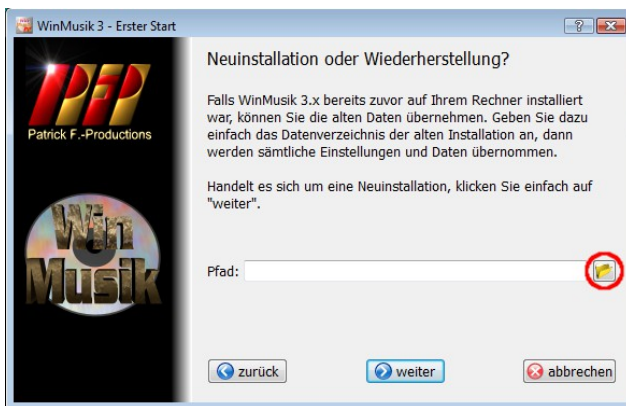 WinMusik 3 - Erster Start
PFP
Patrick F.-Productions
Win
Musik
Neuinstallation oder Wiederherstellung?
Falls WinMusik 3.x bereits zuvor auf Ihrem Rechner installiert
war, können Sie die alten Daten übernehmen. Geben Sie dazu
einfach das Datenverzeichnis der alten Installation an, dann
werden sämtliche Einstellungen und Daten übernommen.
Handelt es sich um eine Neuinstallation, klicken Sie einfach auf
"weiter".
Pfad:
zurück
weiter
abbrechen